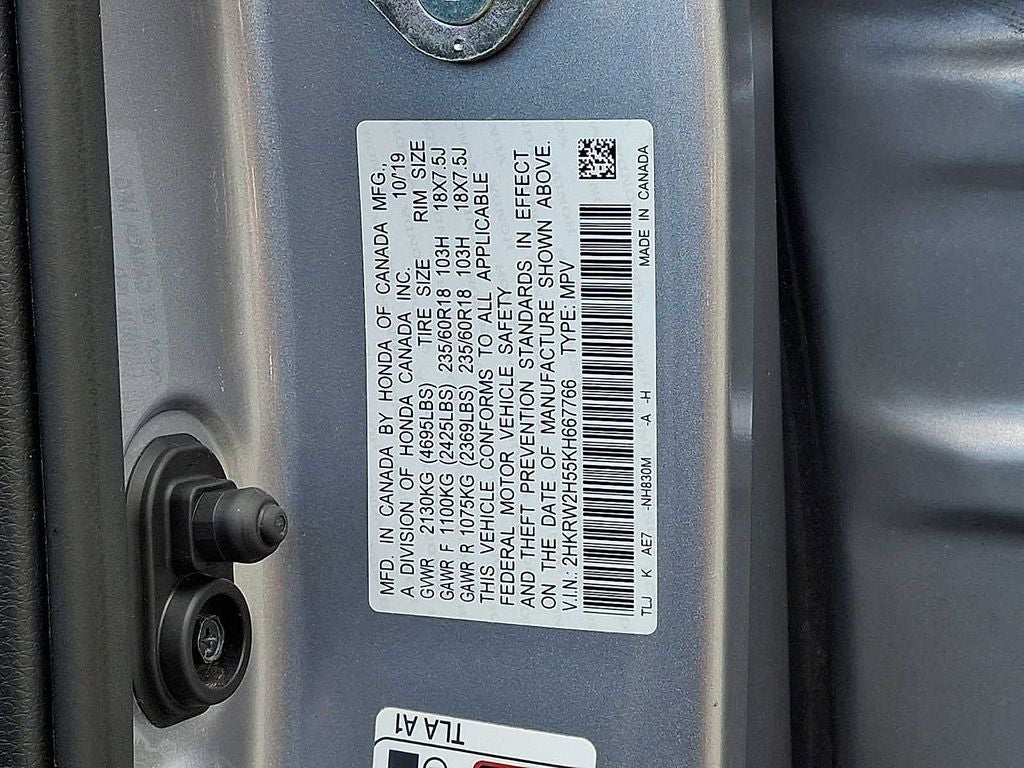 MFD. IN CANADA BY HONDA OF CANADA MFG.,
A DIVISION OF HONDA CANADA INC. 10/'19
GVWR 2130KG (4695LBS) TIRE SIZE RIM SIZE
GAWR F 1100KG (2425LBS) 235/60R18 103H 18X7.5J
GAWR R 1075KG (2369LBS) 235/60R18 103H 18X7.5J
THIS VEHICLE CONFORMS TO ALL APPLICABLE
FEDERAL MOTOR VEHICLE SAFETY
AND THEFT PREVENTION STANDARDS IN EFFECT
ON THE DATE OF MANUFACTURE SHOWN ABOVE.
V.I.N.: 2HKRW2H55KH667766 TYPE: MPV
TLJ K AE7 -NH830M -A -H MADE IN CANADA
TLA A1